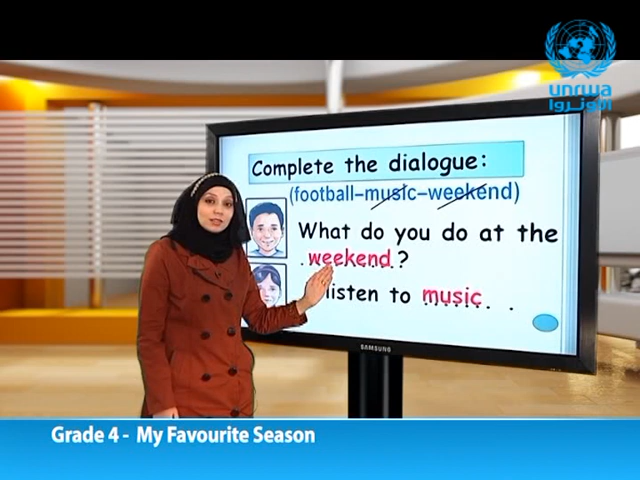 unrwa
الأونروا
Complete the dialogue:
(football–music–weekend)
What do you do at the
.weekend..?
listen to music .
SAMSUNG
Grade 4 - My Favourite Season